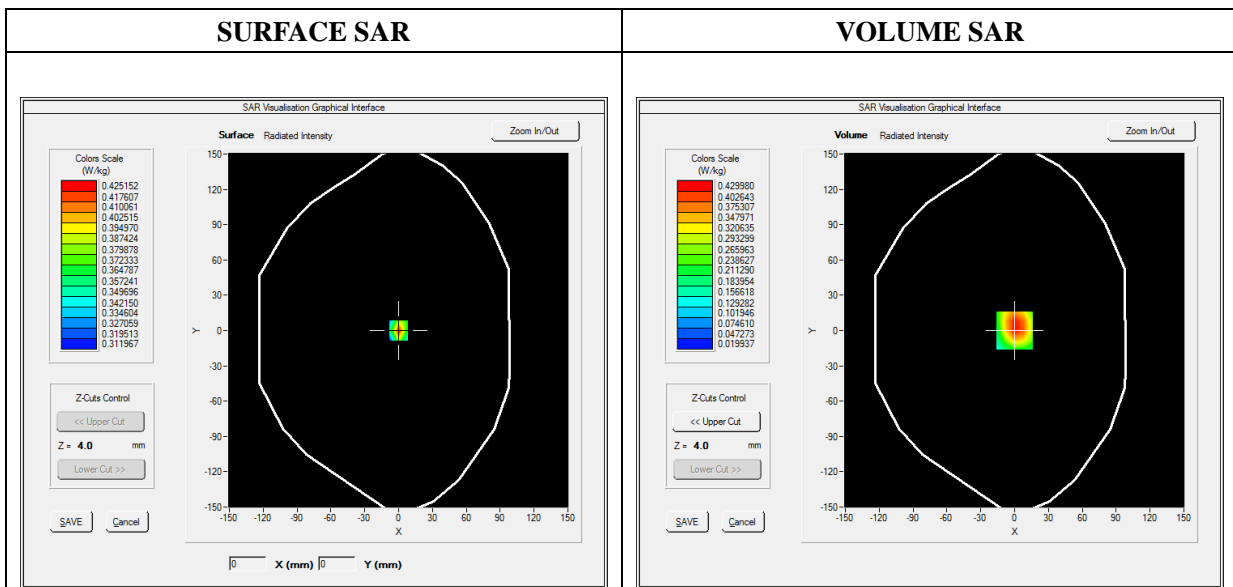 SURFACE SAR
VOLUME SAR
SAR Visualisation Graphical Interface
Surface Radiated Intensity
Zoom In/Out
Colors Scale
(W/kg)
0.425152
0.417607
0.410061
0.402515
0.394970
0.387424
0.379878
0.372333
0.364787
0.357241
0.349696
0.342150
0.334604
0.327059
0.319513
0.311967
Z-Cuts Control
<< Upper Cut
Z = 4.0 mm
Lower Cut >>
SAVE Cancel
150
120
90
60
30
0
-30
-60
-90
-120
-150
Y
-150 -120 -90 -60 -30 0 30 60 90 120 150
X
0 X (mm) 0 Y (mm)
SAR Visualisation Graphical Interface
Volume Radiated Intensity
Zoom In/Out
Colors Scale
(W/kg)
0.429980
0.402643
0.375307
0.347971
0.320635
0.293299
0.265963
0.238627
0.211290
0.183954
0.156618
0.129282
0.101946
0.074610
0.047273
0.019937
Z-Cuts Control
<< Upper Cut
Z = 4.0 mm
Lower Cut >>
SAVE Cancel
150
120
90
60
30
0
-30
-60
-90
-120
-150
Y
-150 -120 -90 -60 -30 0 30 60 90 120 150
X